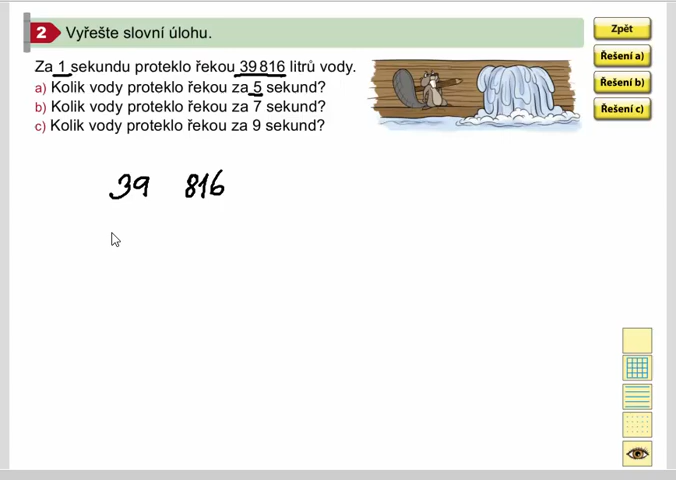 2 Vyřešte slovní úlohu.
Za 1 sekundu proteklo řekou 39 816 litrů vody.
a) Kolik vody proteklo řekou za 5 sekund?
b) Kolik vody proteklo řekou za 7 sekund?
c) Kolik vody proteklo řekou za 9 sekund?
39 816
Zpět
Řešení a)
Řešení b)
Řešení c)